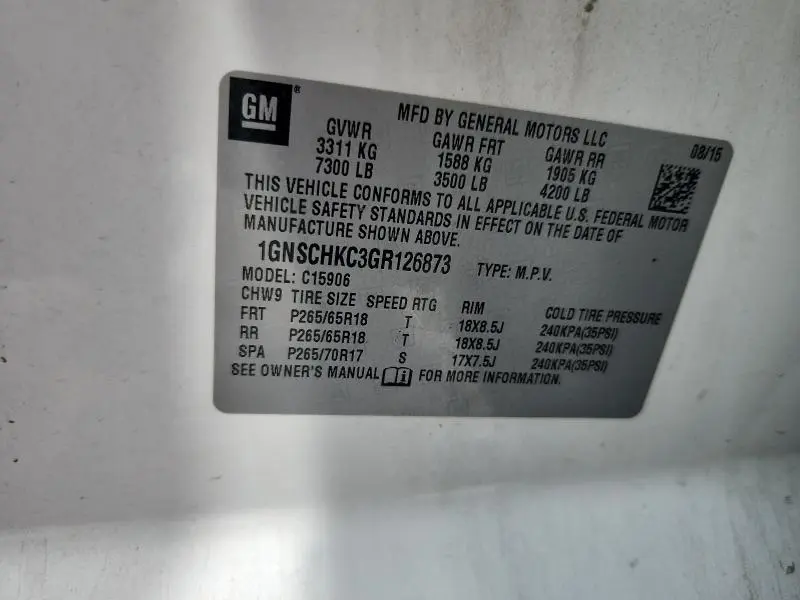 GM ®
MFD BY GENERAL MOTORS LLC
08/15
GVWR GAWR FRT GAWR RR
3311 KG 1588 KG 1905 KG
7300 LB 3500 LB 4200 LB
THIS VEHICLE CONFORMS TO ALL APPLICABLE U.S. FEDERAL MOTOR
VEHICLE SAFETY STANDARDS IN EFFECT ON THE DATE OF
MANUFACTURE SHOWN ABOVE.
1GNSCHKC3GR126873 TYPE: M.P.V.
MODEL: C15906
CHW9 TIRE SIZE SPEED RTG RIM COLD TIRE PRESSURE
FRT P265/65R18 T 18X8.5J 240KPA(35PSI)
RR P265/65R18 T 18X8.5J 240KPA(35PSI)
SPA P265/70R17 S 17X7.5J 240KPA(35PSI)
SEE OWNER'S MANUAL FOR MORE INFORMATION.